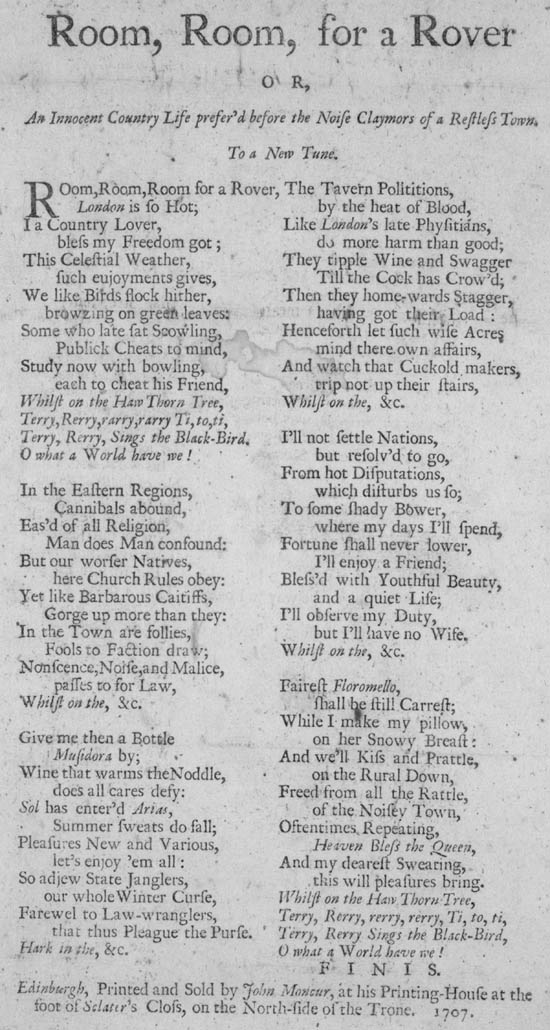 Room, Room, for a Rover
OR,
An Innocent Country Life prefer'd before the Noiſe Claymors of a Reſtleſs Town.
To a New Tune.
ROom, Room, Room for a Rover,
London is ſo Hot;
I a Country Lover,
bleſs my Freedom got;
This Celeſtial Weather,
ſuch eujoyments gives,
We like Birds flock hither,
browzing on green leaves:
Some who late ſat Scowling,
Publick Cheats to mind,
Study now with bowling,
each to cheat his Friend,
Whilſt on the Haw Thorn Tree,
Terry, Rerry, rarry, rarry Ti, to, ti,
Terry, Rerry, Sings the Black-Bird.
O what a World have we!
In the Eaſtern Regions,
Cannibals abound,
Eas'd of all Religion,
Man does Man confound:
But our worſer Natives,
here Church Rules obey:
Yet like Barbarous Caitiffs,
Gorge up more than they:
In the Town are follies,
Fools to Faction draw;
Nonſcence, Noiſe, and Malice,
paſſes to for Law,
Whilſt on the, &c.
Give me then a Bottle
Muſidora by;
Wine that warms theNoddle,
does all cares defy:
Sol has enter'd Arias,
Summer ſweats do fall;
Pleaſures New and Various,
let's enjoy 'em all:
So adjew State Janglers,
our whole Winter Curſe,
Farewel to Law-wranglers,
that thus Pleague the Purſe.
Hark in the, &c.
The Tavern Polititions,
by the heat of Blood,
Like London's late Phyſitians,
do more harm than good;
They tipple Wine and Swagger
Till the Cock has Crow'd;
Then they home-wards Stagger,
having got their Load:
Henceforth let ſuch wiſe Acres
mind there own affairs,
And watch that Cuckold makers,
trip not up their ſtairs,
Whilſt on the, &c.
I'll not ſettle Nations,
but reſolv'd to go,
From hot Diſputations,
which diſturbs us ſo;
To ſome ſhady Bower,
where my days I'll ſpend,
Fortune ſhall never lower,
I'll enjoy a Friend;
Bleſs'd with Youthful Beauty,
and a quiet Life;
I'll obſerve my Duty,
but I'll have no Wife.
Whilſt on the, &c.
Faireſt Floromello,
ſhall be ſtill Carreſt;
While I make my pillow,
on her Snowy Breaſt:
And we'll Kiſs and Prattle,
on the Rural Down,
Freed from all the Rattle,
of the Noiſey Town,
Oftentimes Repeating,
Heaven Bleſs the Queen,
And my deareſt Sweating,
this will pleaſures bring.
Whilſt on the Haw Thorn Tree,
Terry, Rerry, rerry, rerry, Ti, to, ti,
Terry, Rerry Sings the Black-Bird,
O what a World have we!
FINIS.
Edinburgh, Printed and Sold by John Moncur, at his Printing-Houſe at the
foot of Sclater's Cloſs, on the North-ſide of the Trone. 1707.